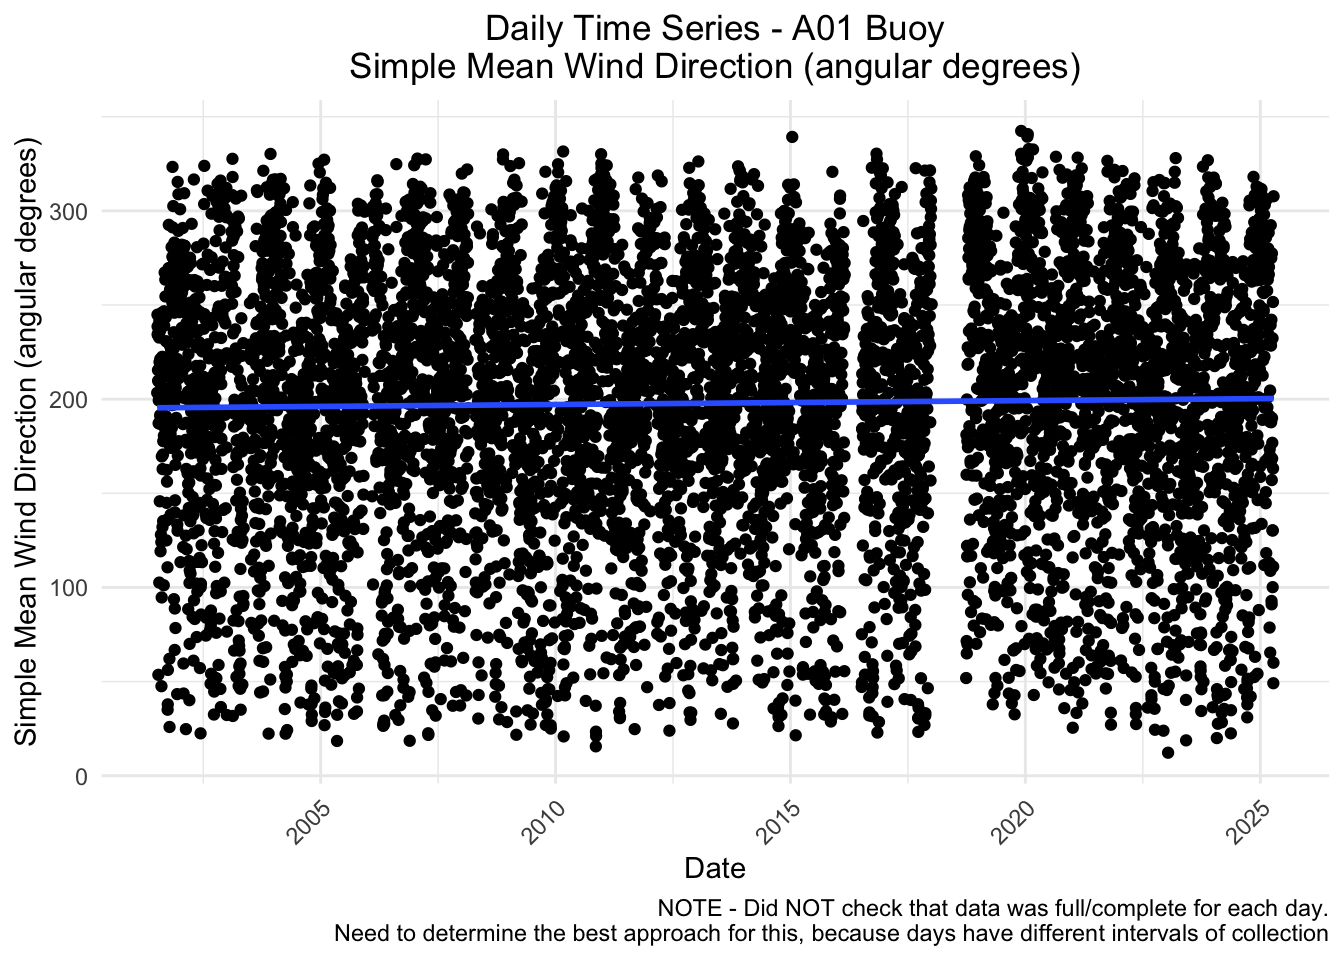 Daily Time Series - A01 Buoy
Simple Mean Wind Direction (angular degrees)
Simple Mean Wind Direction (angular degrees)
300
200
100
0
2005
2010
2015
2020
2025
Date
NOTE - Did NOT check that data was full/complete for each day.
Need to determine the best approach for this, because days have different intervals of collection